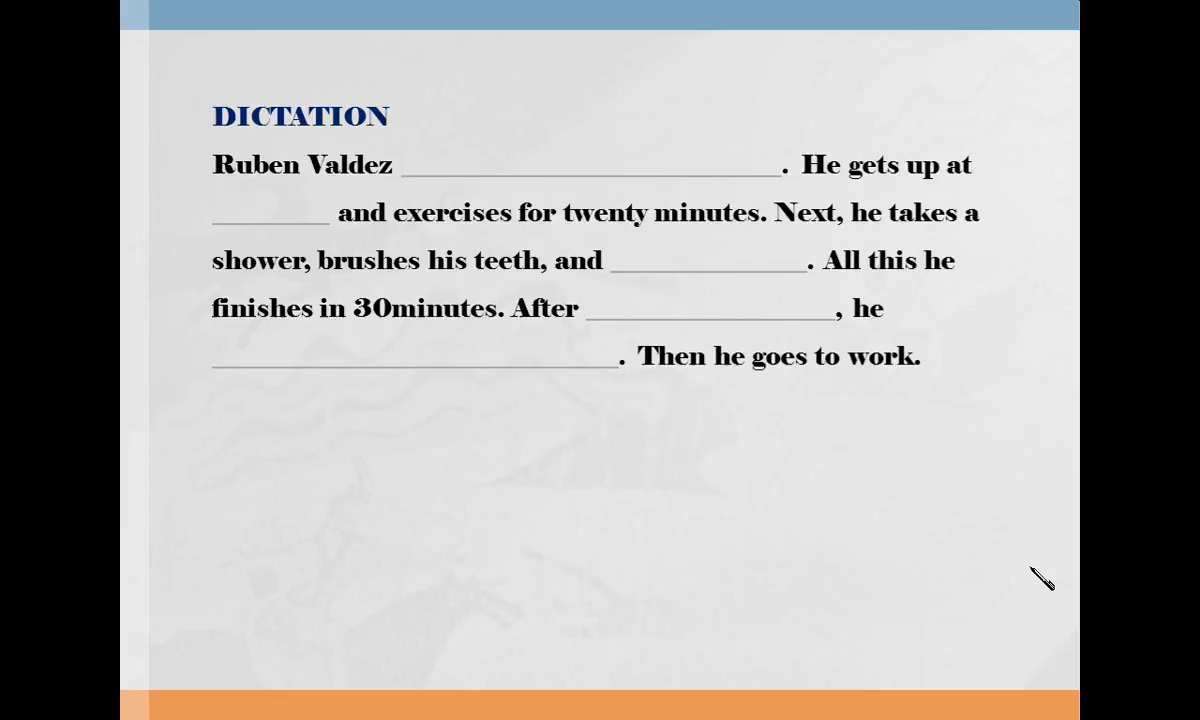 DICTATION
Ruben Valdez ______________________________. He gets up at
_________ and exercises for twenty minutes. Next, he takes a
shower, brushes his teeth, and _______________. All this he
finishes in 30minutes. After ___________________, he
_______________________________. Then he goes to work.